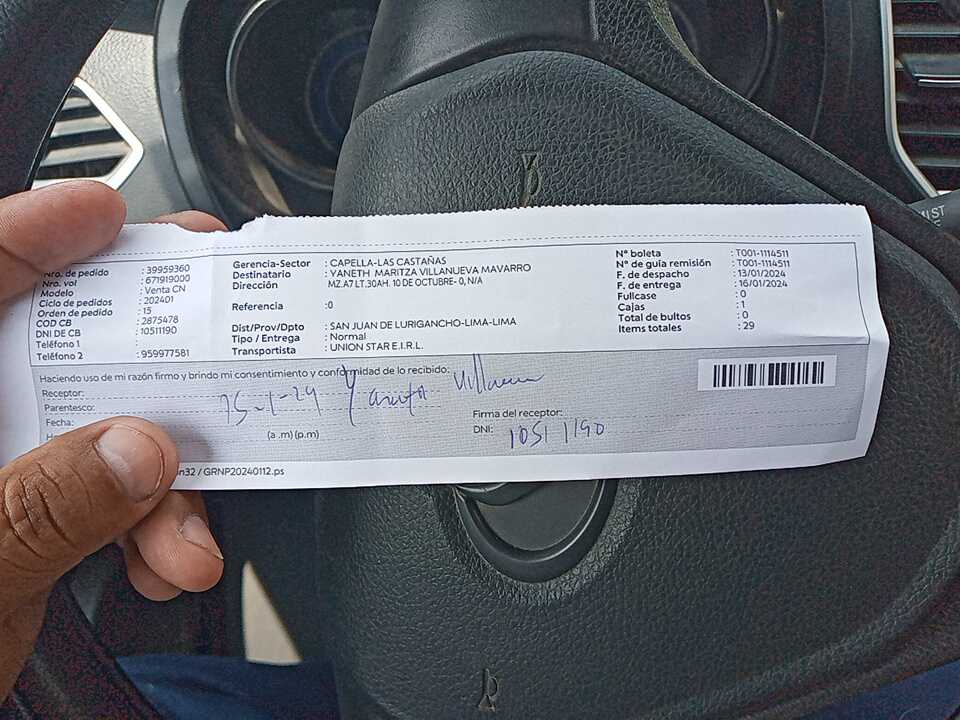 Nro. de pedido : 39959360
Nro. vol : 671919000
Modelo : Venta CN
Ciclo de pedidos : 202401
Orden de pedido : 15
COD CB : 2875478
DNI DE CB : 10511190
Teléfono 1 :
Teléfono 2 : 959977581
Gerencia-Sector : CAPELLA-LAS CASTAÑAS
Destinatario : YANETH MARITZA VILLANUEVA MAVARRO
Dirección : MZ.A7 LT.30AH. 10 DE OCTUBRE- 0, N/A
Referencia :0
Dist/Prov/Dpto : SAN JUAN DE LURIGANCHO-LIMA-LIMA
Tipo / Entrega : Normal
Transportista : UNION STAR E.I.R.L.
N° boleta : T001-1114511
N° de guía remisión : T001-1114511
F. de despacho : 13/01/2024
F. de entrega : 16/01/2024
Fullcase : 0
Cajas : 1
Total de bultos : 0
Items totales : 29
Haciendo uso de mi razón firmo y brindo mi consentimiento y conformidad de lo recibido:
Receptor:
Parentesco:
Fecha: 15-1-24
(a .m) (p.m)
Firma del receptor:
DNI: 10511190
n32 / GRNP20240112.ps